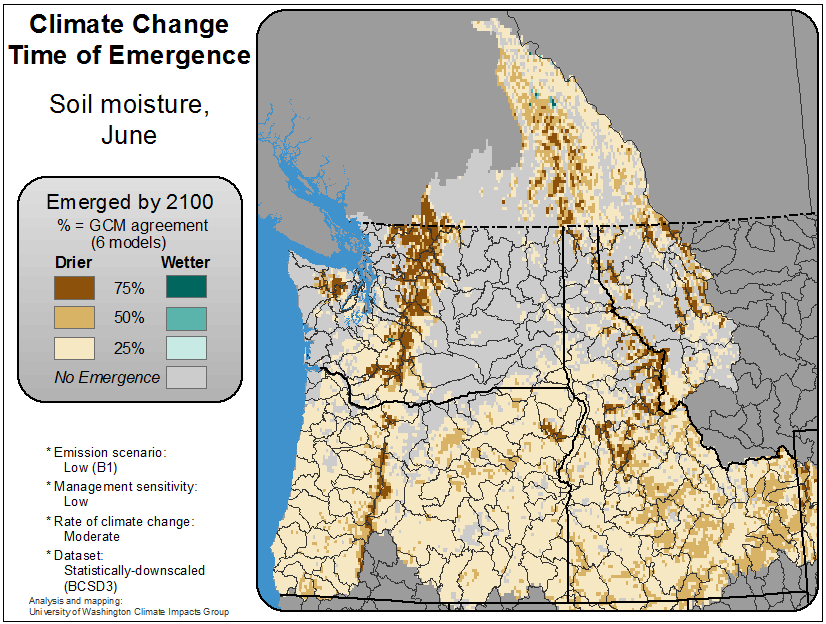 Climate Change
Time of Emergence
Soil moisture,
June
Emerged by 2100
% = GCM agreement
(6 models)
Drier Wetter
75%
50%
25%
No Emergence
* Emission scenario:
Low (B1)
* Management sensitivity:
Low
* Rate of climate change:
Moderate
* Dataset:
Statistically-downscaled
(BCSD3)
Analysis and mapping:
University of Washington Climate Impacts Group